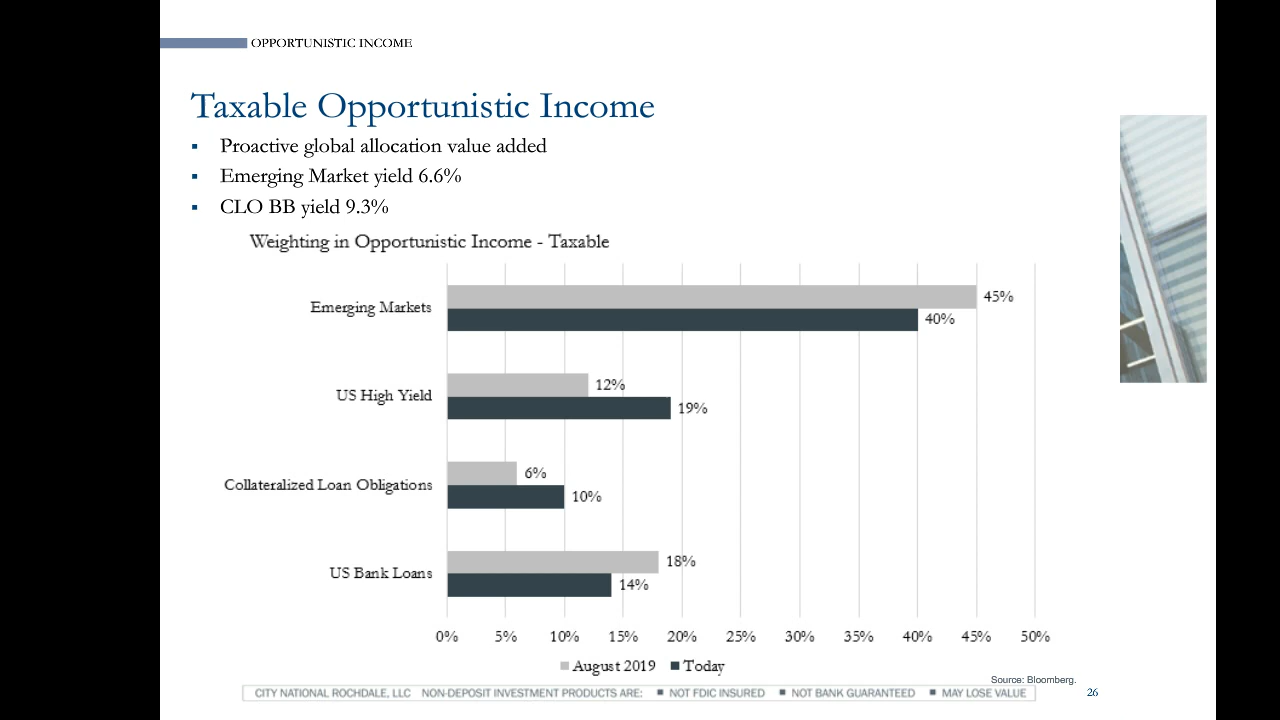 OPPORTUNISTIC INCOME
Taxable Opportunistic Income
▪ Proactive global allocation value added
▪ Emerging Market yield 6.6%
▪ CLO BB yield 9.3%
Weighting in Opportunistic Income - Taxable
Emerging Markets
45%
40%
US High Yield
12%
19%
Collateralized Loan Obligations
6%
10%
US Bank Loans
18%
14%
0% 5% 10% 15% 20% 25% 30% 35% 40% 45% 50%
August 2019 Today
Source: Bloomberg.
CITY NATIONAL ROCHDALE, LLC NON-DEPOSIT INVESTMENT PRODUCTS ARE: ■ NOT FDIC INSURED ■ NOT BANK GUARANTEED ■ MAY LOSE VALUE
26